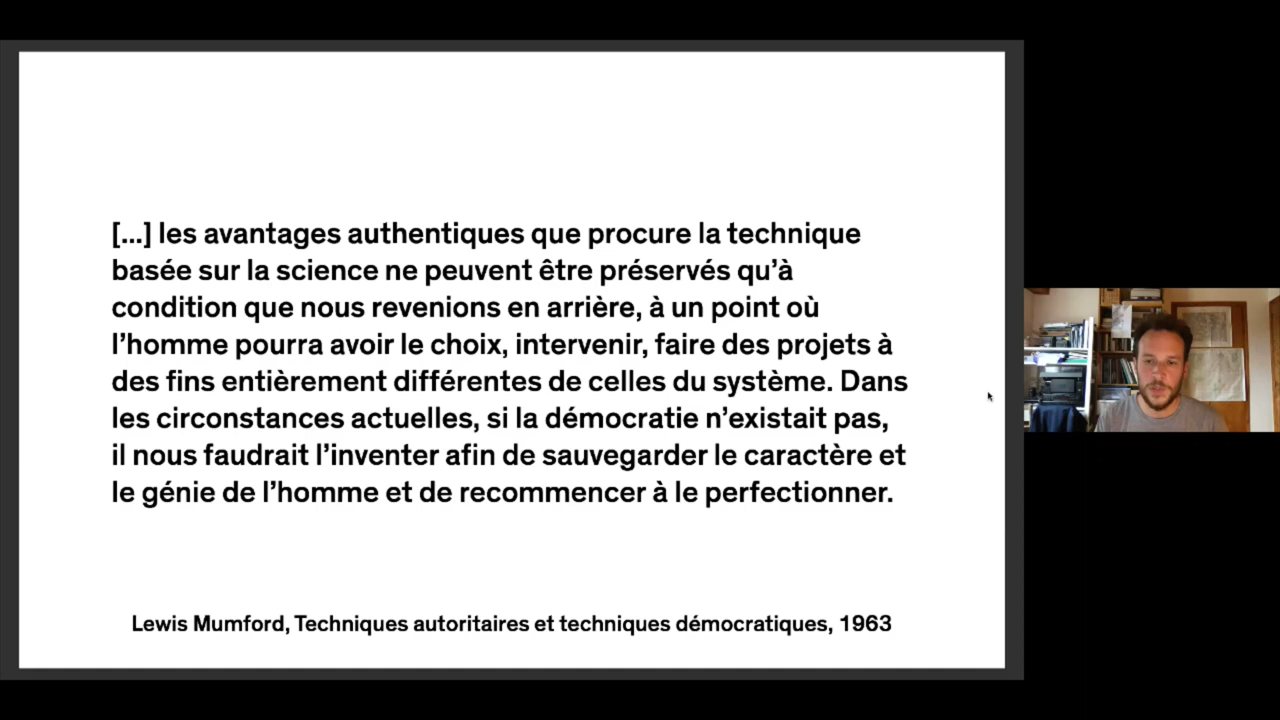 [...] les avantages authentiques que procure la technique
basée sur la science ne peuvent être préservés qu’à
condition que nous revenions en arrière, à un point où
l’homme pourra avoir le choix, intervenir, faire des projets à
des fins entièrement différentes de celles du système. Dans
les circonstances actuelles, si la démocratie n’existait pas,
il nous faudrait l’inventer afin de sauvegarder le caractère et
le génie de l’homme et de recommencer à le perfectionner.
Lewis Mumford, Techniques autoritaires et techniques démocratiques, 1963